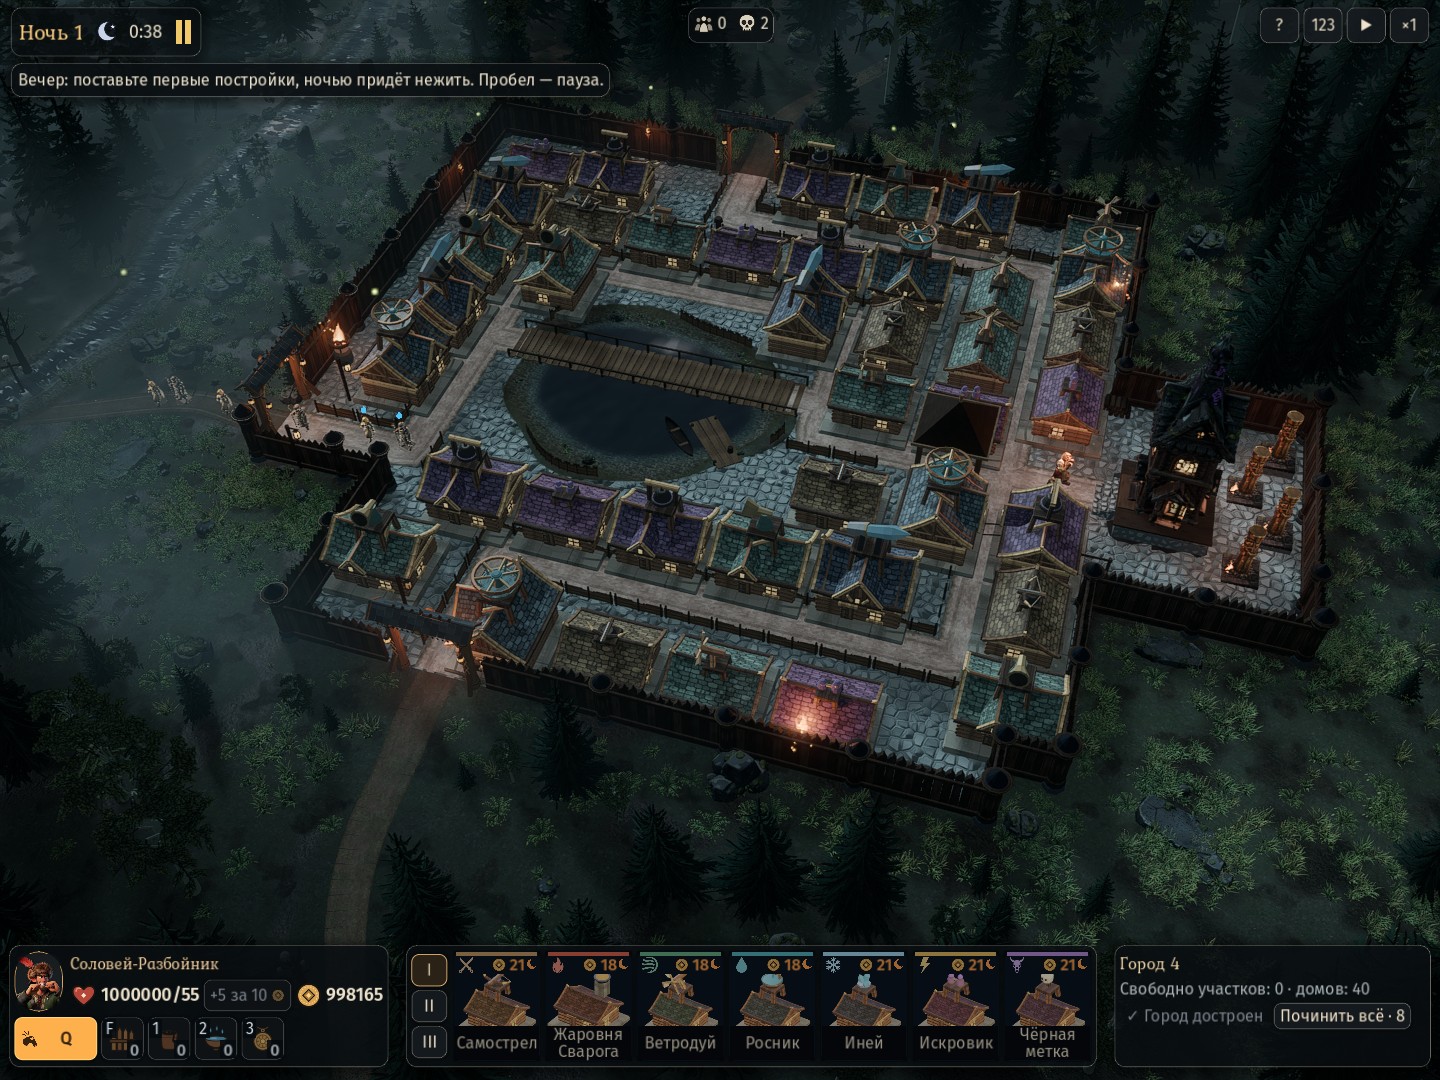 Ночь 1 0:38
0 2
? 123 ×1
Вечер: поставьте первые постройки, ночью придёт нежить. Пробел — пауза.
Соловей-Разбойник
1000000/55 +5 за 10 998165
Q F 0 1 0 2 0 3 0
I
II
III
21 18 18 18 21 21 21
Самострел
Жаровня
Сварога
Ветродуй
Росник
Иней
Искровик
Чёрная
метка
Город 4
Свободно участков: 0 · домов: 40
✓ Город достроен Починить всё · 8